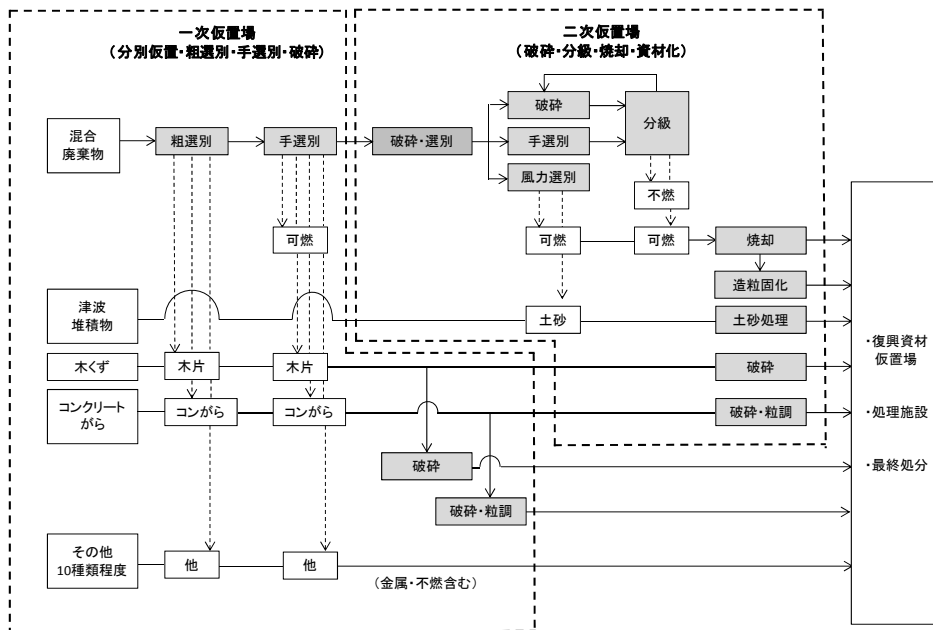 一次仮置場
(分別仮置・粗選別・手選別・破砕)
二次仮置場
(破砕・分級・焼却・資材化)
混合
廃棄物
粗選別
手選別
破砕・選別
破砕
手選別
風力選別
分級
不燃
可燃
可燃
可燃
焼却
造粒固化
津波
堆積物
土砂
土砂処理
木くず
木片
木片
破砕
コンクリート
がら
コンがら
コンがら
破砕・粒調
破砕
破砕・粒調
その他
10種類程度
他
他
(金属・不燃含む)
・復興資材
仮置場
・処理施設
・最終処分